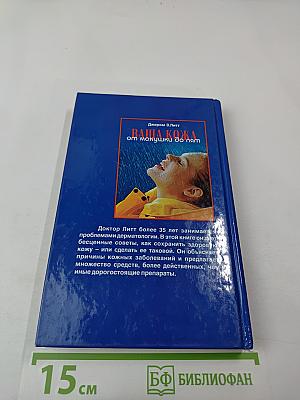 Джером З.Литт
ВАША КОЖА
от макушки до пят
Доктор Литт более 35 лет занимается
проблемами дерматологии. В этой книге он дает
бесценные советы, как сохранить здоровую
кожу – или сделать ее таковой. Он объясняет
причины кожных заболеваний и предлагает
множество средств, более действенных, чем
иные дорогостоящие препараты.
15 см
БФ БИБЛИОФАН